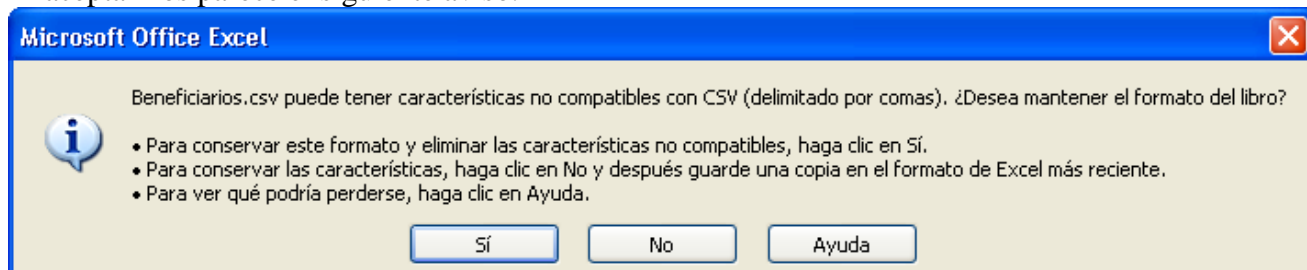 Microsoft Office Excel
Beneficiarios.csv puede tener características no compatibles con CSV (delimitado por comas). ¿Desea mantener el formato del libro?
• Para conservar este formato y eliminar las características no compatibles, haga clic en Sí.
• Para conservar las características, haga clic en No y después guarde una copia en el formato de Excel más reciente.
• Para ver qué podría perderse, haga clic en Ayuda.
Sí No Ayuda